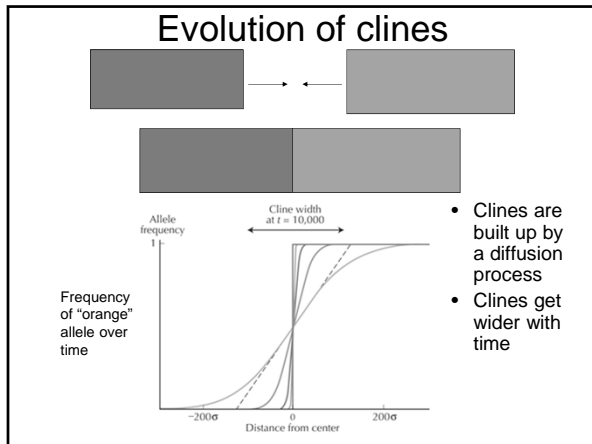 Evolution of clines
Cline width
at t = 10,000
Allele
frequency
1
Frequency
of "orange"
allele over
time
−200σ
0
200σ
Distance from center
• Clines are
built up by
a diffusion
process
• Clines get
wider with
time